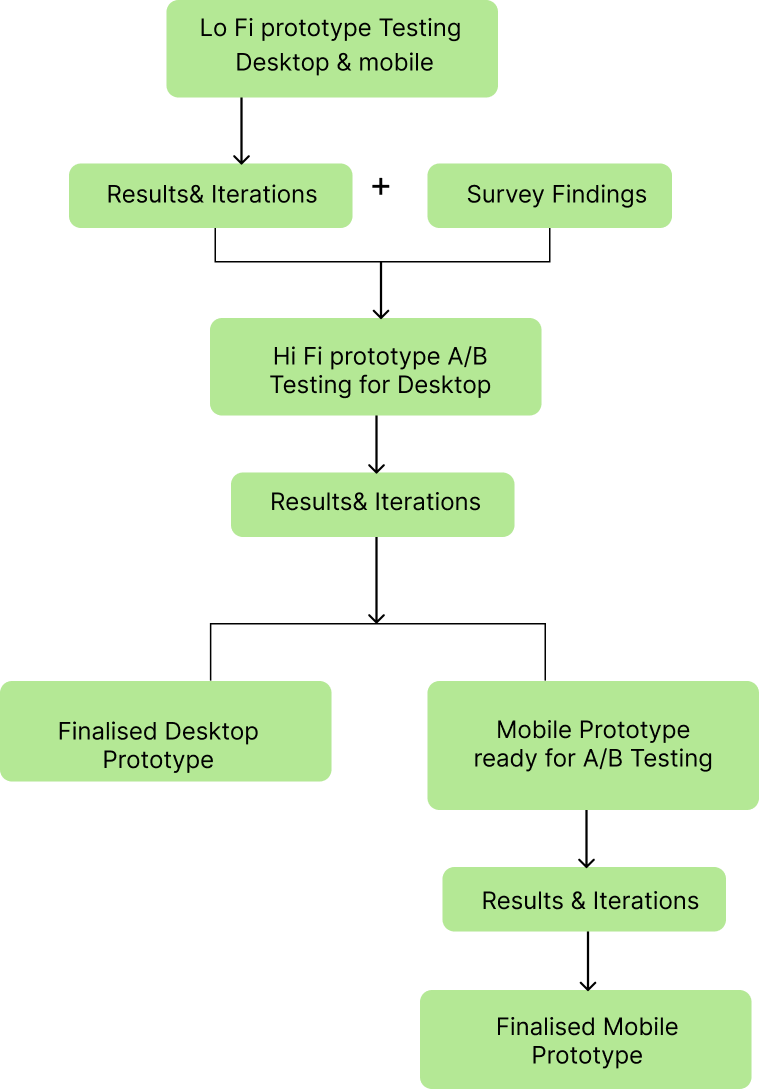 Lo Fi prototype Testing
Desktop & mobile
Results& Iterations
+
Survey Findings
Hi Fi prototype A/B
Testing for Desktop
Results& Iterations
Finalised Desktop
Prototype
Mobile Prototype
ready for A/B Testing
Results & Iterations
Finalised Mobile
Prototype